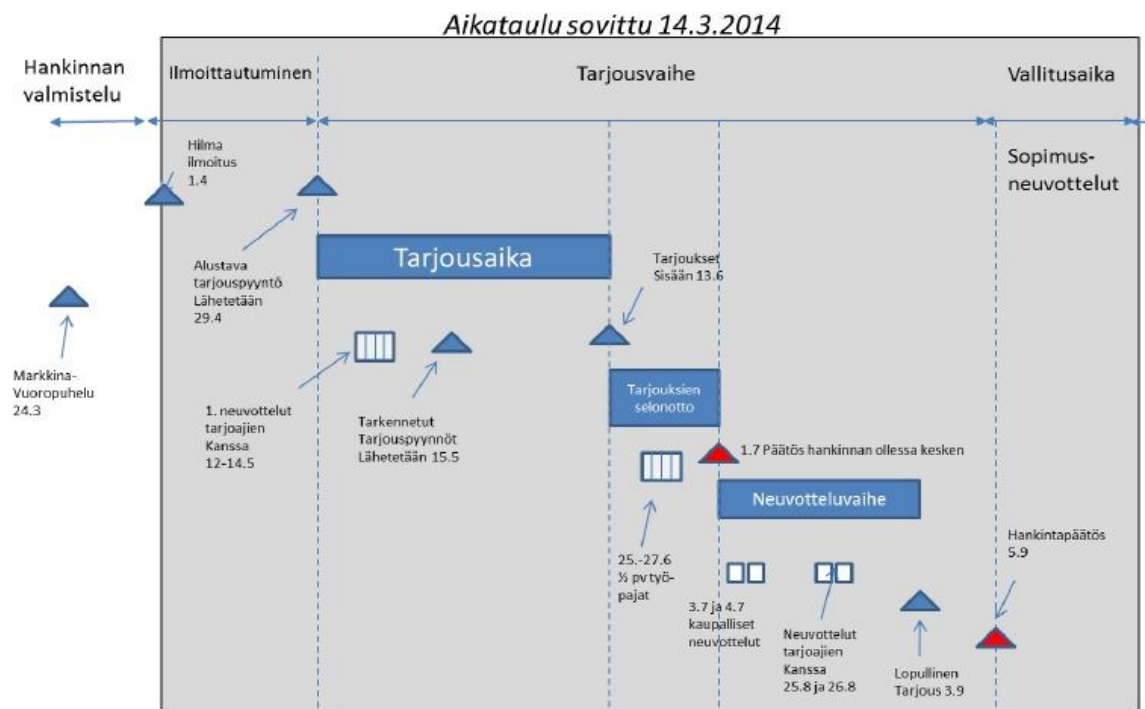 Aikataulu sovittu 14.3.2014
Hankinnan
valmistelu
Ilmoittautuminen
Tarjousvaihe
Vallitusaika
Hilma
ilmoitus
1.4
Sopimus-
neuvottelut
Alustava
tarjouspyyntö
Lähetetään
29.4
Tarjousaika
Tarjoukset
Sisään 13.6
Markkina-
Vuoropuhelu
24.3
1. neuvottelut
tarjoajien
Kanssa
12-14.5
Tarkennetut
Tarjouspyynnöt
Lähetetään 15.5
Tarjouksien
selonotto
1.7 Päätös hankinnan ollessa kesken
Neuvotteluvaihe
25.-27.6
½ pv työ-
pajat
3.7 ja 4.7
kaupalliset
neuvottelut
Neuvottelut
tarjoajien
Kanssa
25.8 ja 26.8
Lopullinen
Tarjous 3.9
Hankintapäätös
5.9